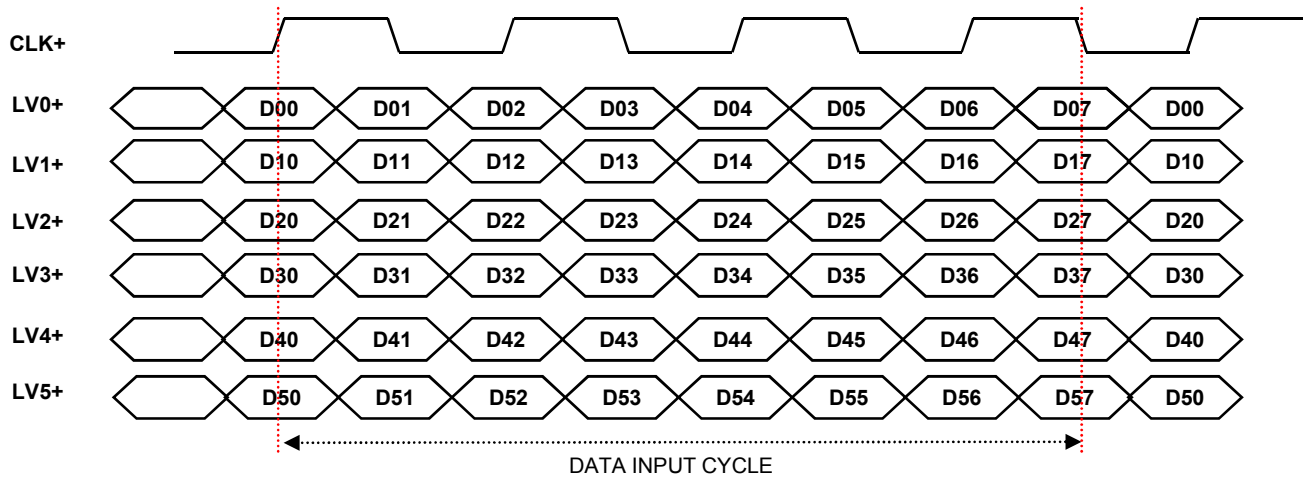 CLK+
LV0+ D00 D01 D02 D03 D04 D05 D06 D07 D00
LV1+ D10 D11 D12 D13 D14 D15 D16 D17 D10
LV2+ D20 D21 D22 D23 D24 D25 D26 D27 D20
LV3+ D30 D31 D32 D33 D34 D35 D36 D37 D30
LV4+ D40 D41 D42 D43 D44 D45 D46 D47 D40
LV5+ D50 D51 D52 D53 D54 D55 D56 D57 D50
DATA INPUT CYCLE